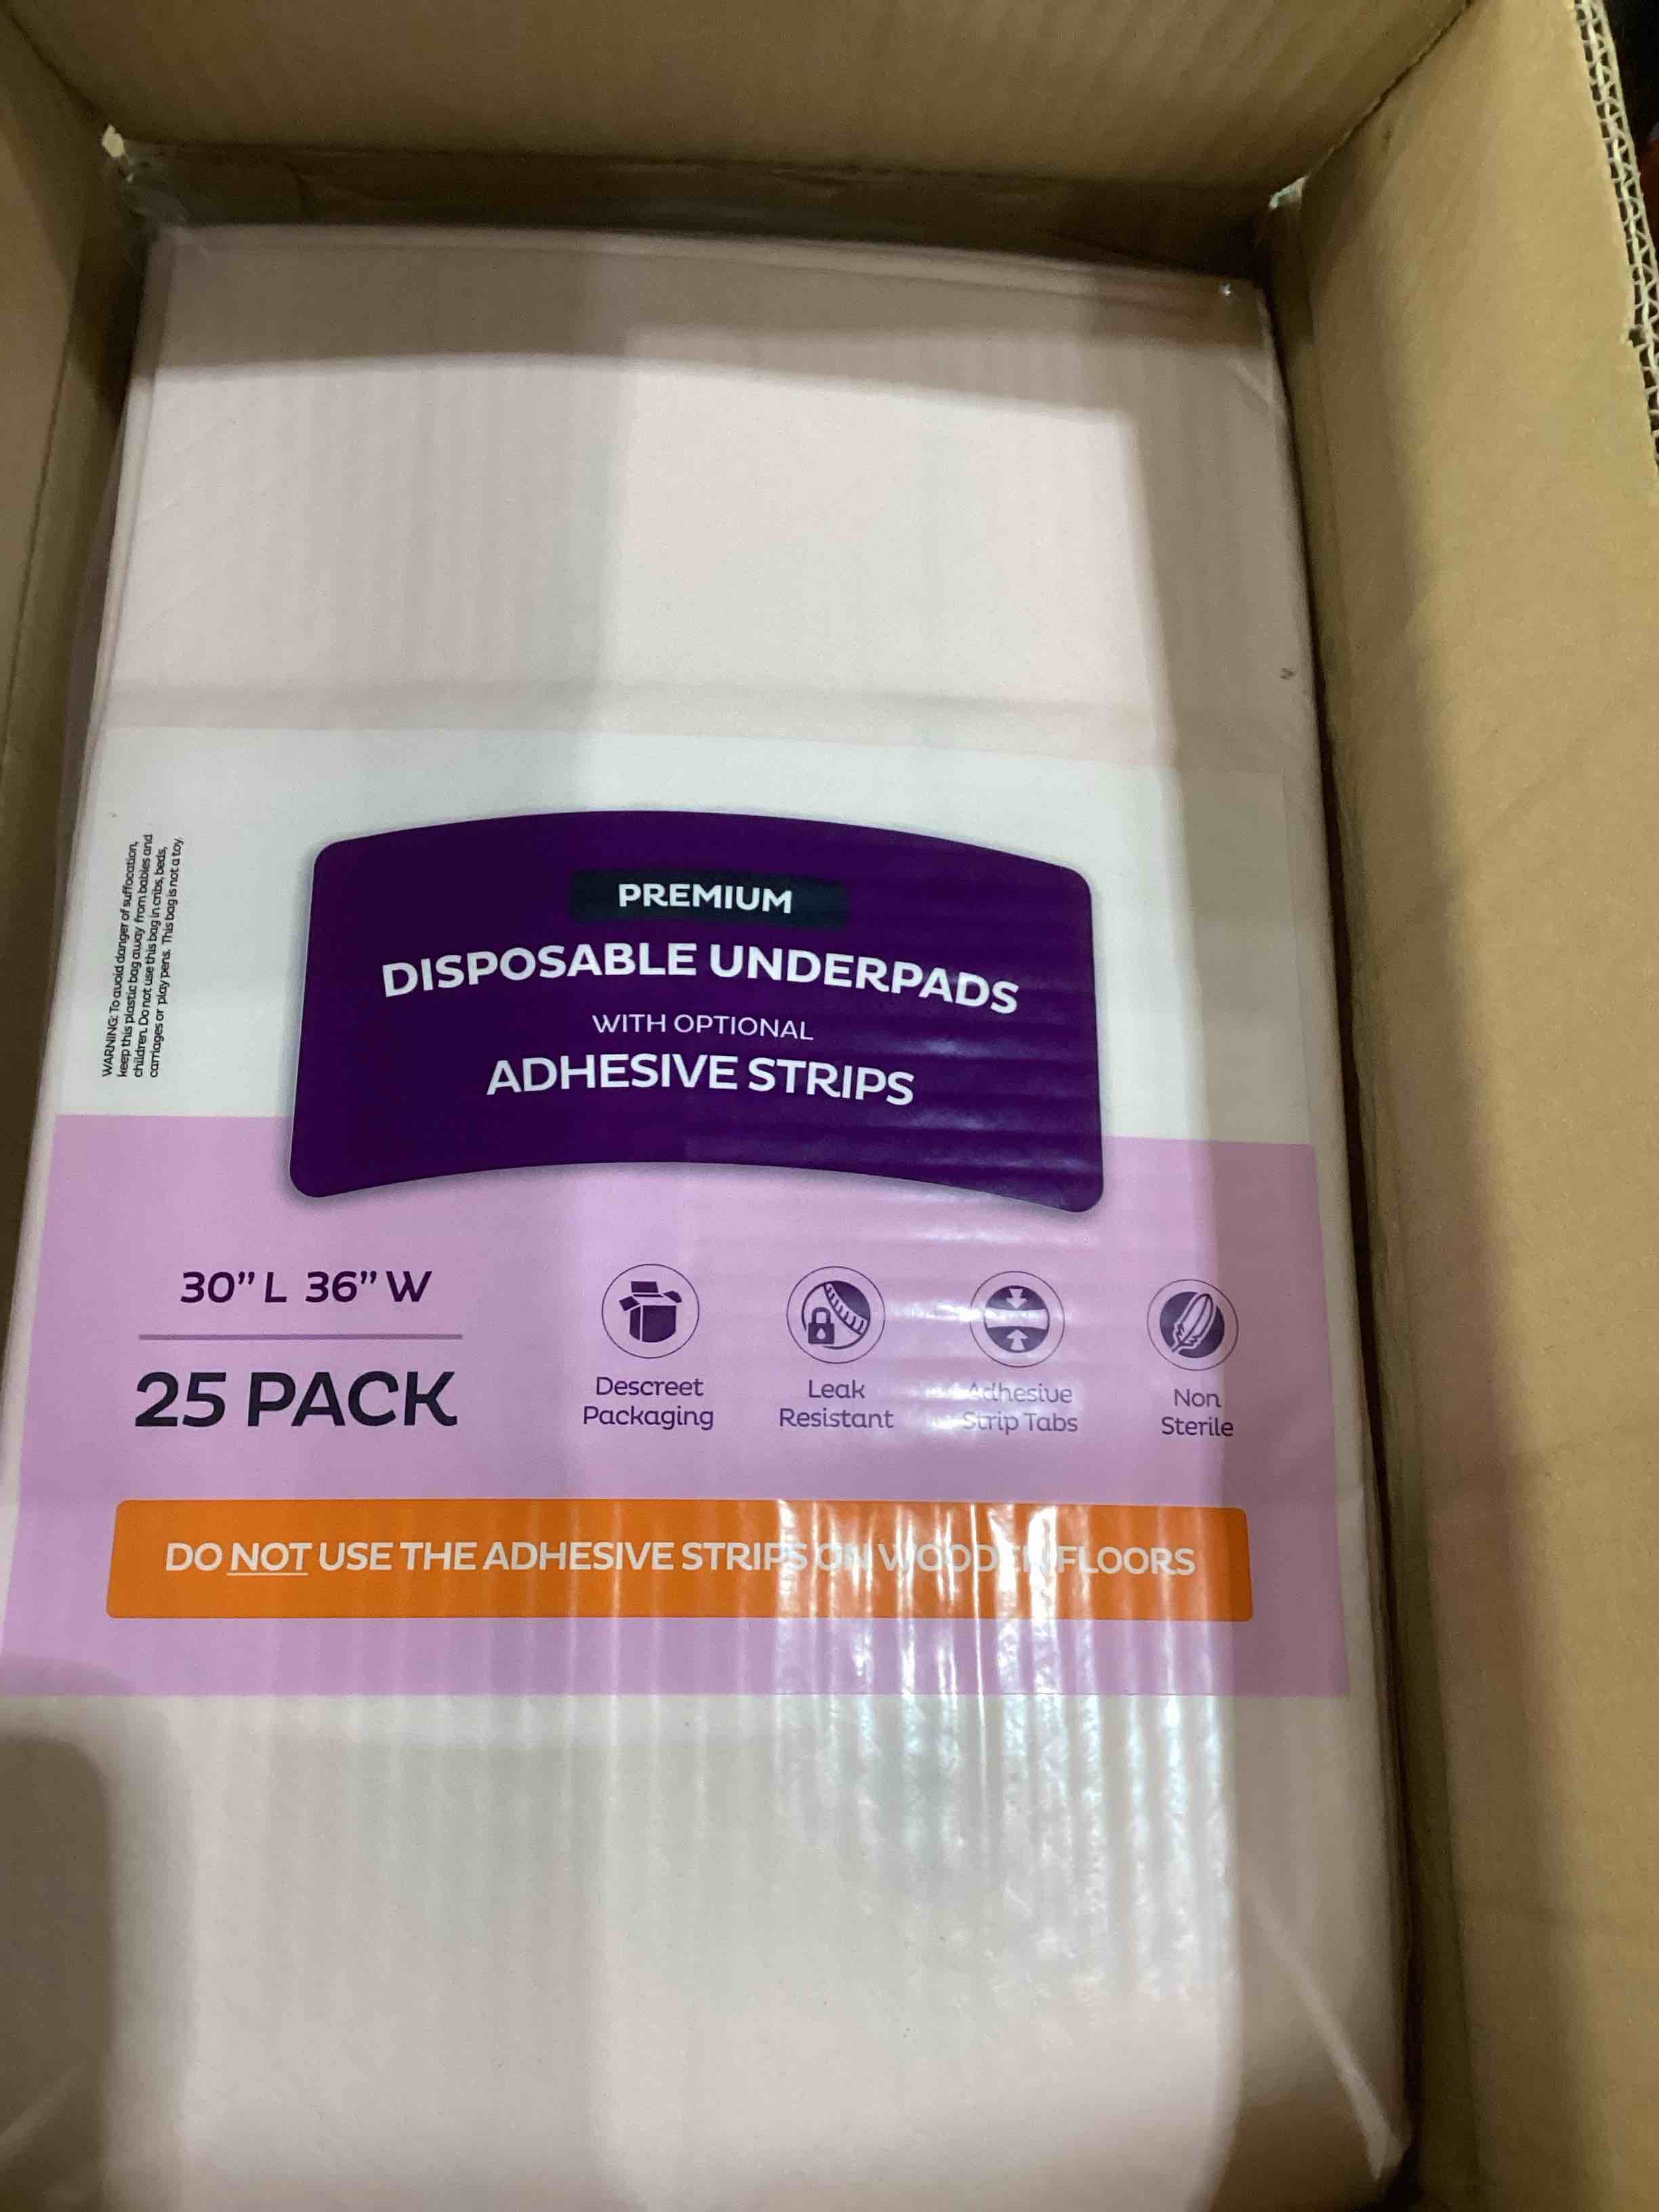 WARNING: To avoid danger of suffocation,
keep this plastic bag away from babies and
children. Do not use this bag in cribs, beds,
carriages or play pens. This bag is not a toy.
PREMIUM
DISPOSABLE UNDERPADS
WITH OPTIONAL
ADHESIVE STRIPS
30” L 36” W
25 PACK
Descreet
Packaging
Leak
Resistant
Adhesive
Strip Tabs
Non
Sterile
DO NOT USE THE ADHESIVE STRIPS ON WOODEN FLOORS